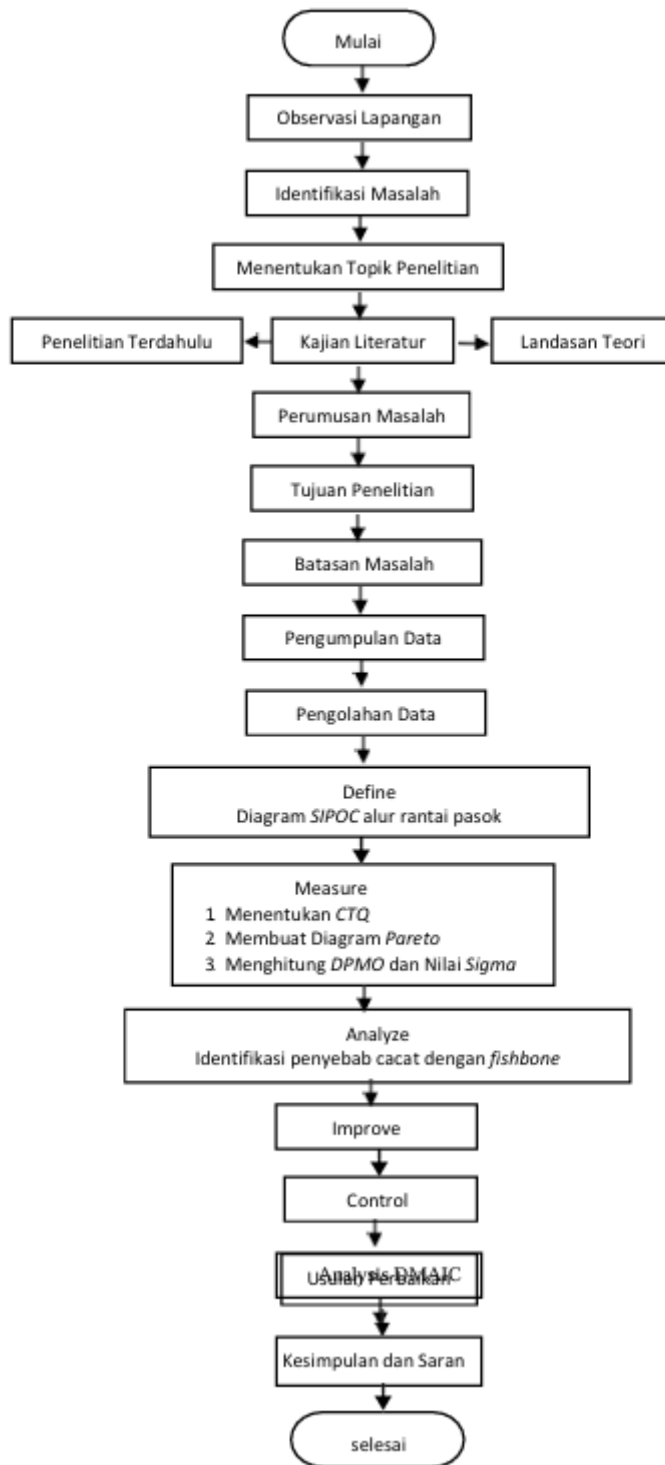 Mulai
Observasi Lapangan
Identifikasi Masalah
Menentukan Topik Penelitian
Penelitian Terdahulu
Kajian Literatur
Landasan Teori
Perumusan Masalah
Tujuan Penelitian
Batasan Masalah
Pengumpulan Data
Pengolahan Data
Define
Diagram SIPOC alur rantai pasok
Measure
1 Menentukan CTQ
2 Membuat Diagram Pareto
3. Menghitung DPMO dan Nilai Sigma
Analyze
Identifikasi penyebab cacat dengan fishbone
Improve
Control
Analysis DMAIC
Usulan Perbaikan
Kesimpulan dan Saran
selesai